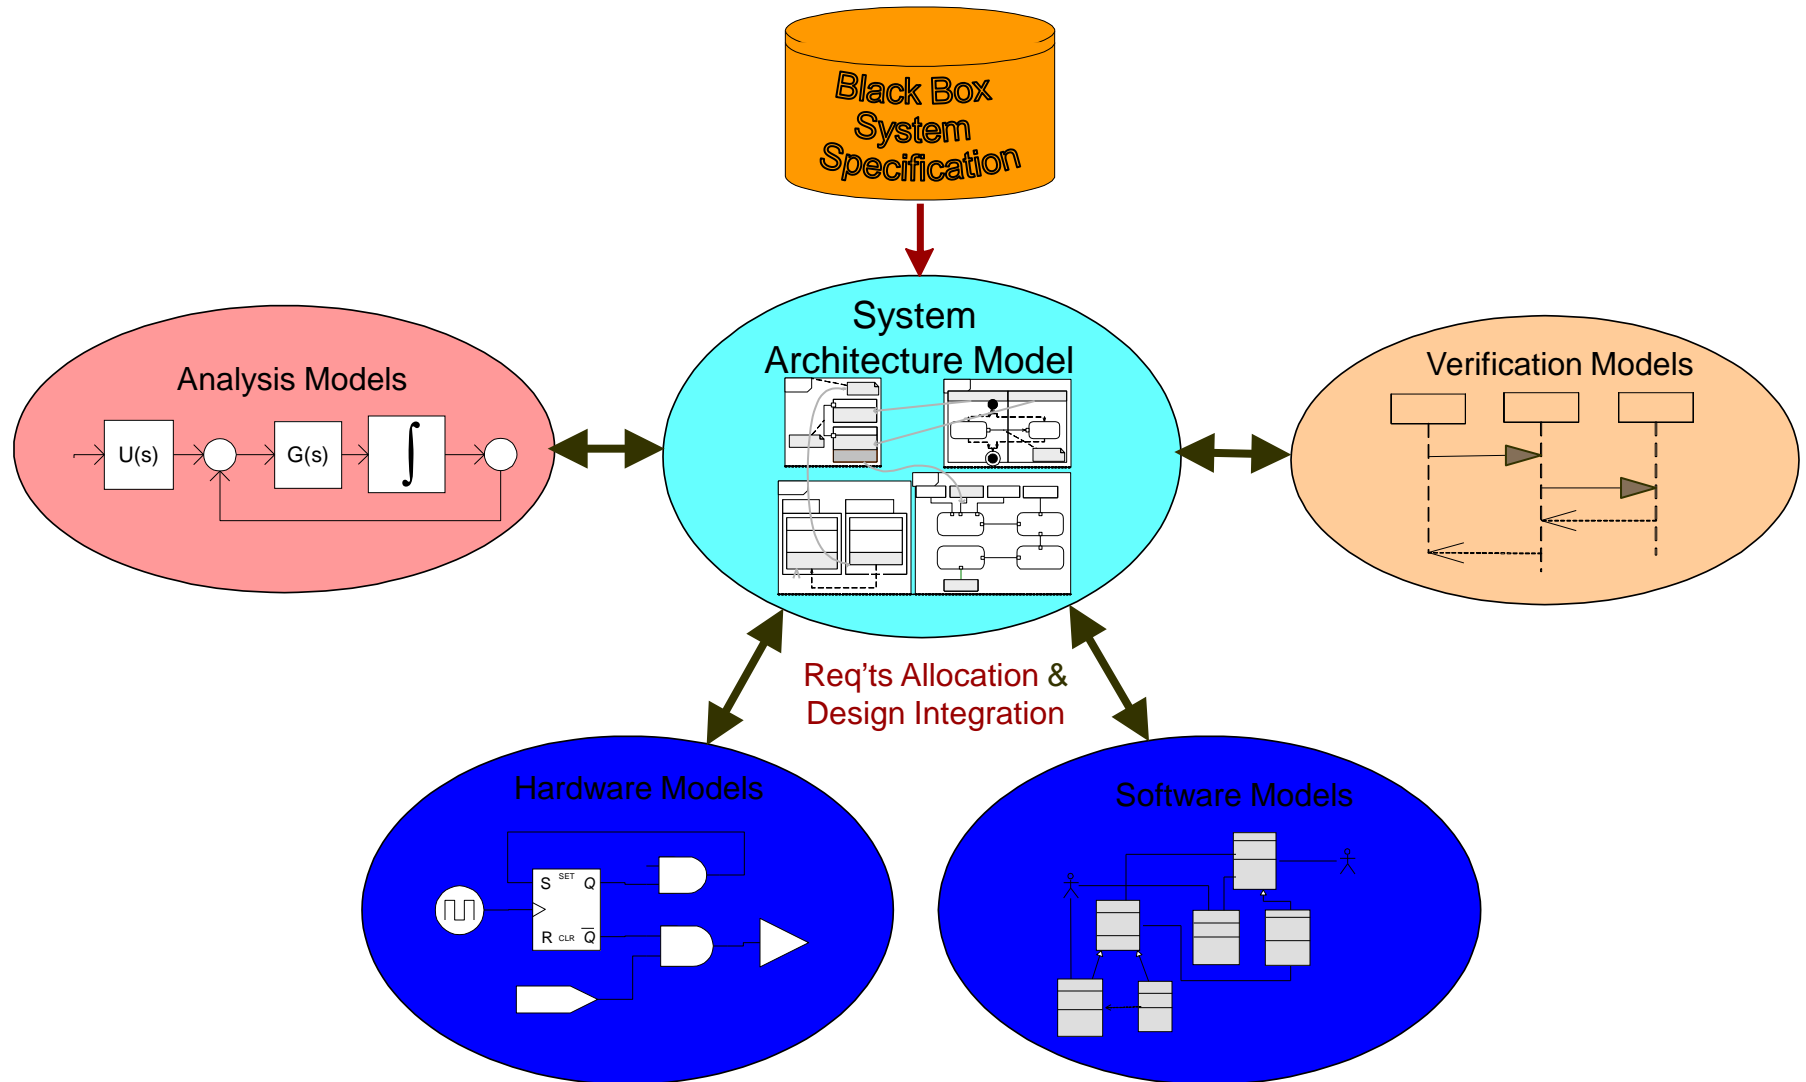 Black Box
System
Specification
System
Architecture Model
Analysis Models
U(s)
G(s)
∫
Verification Models
Req'ts Allocation &
Design Integration
Hardware Models
S SET Q
R CLR Q̅
Software Models